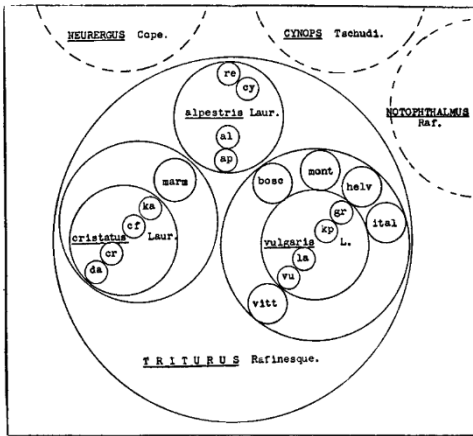 NEURERGUS Cope.
CYNOPS Tschudi.
NOTOPHTHALMUS
Raf.
re
cy
alpestris Laur.
al
ap
marm
ka
cf
cristatus Laur.
cr
da
bosc
mont
helv
gr
ital
kp
vulgaris L.
la
vu
vitt
TRITURUS Rafinesque.